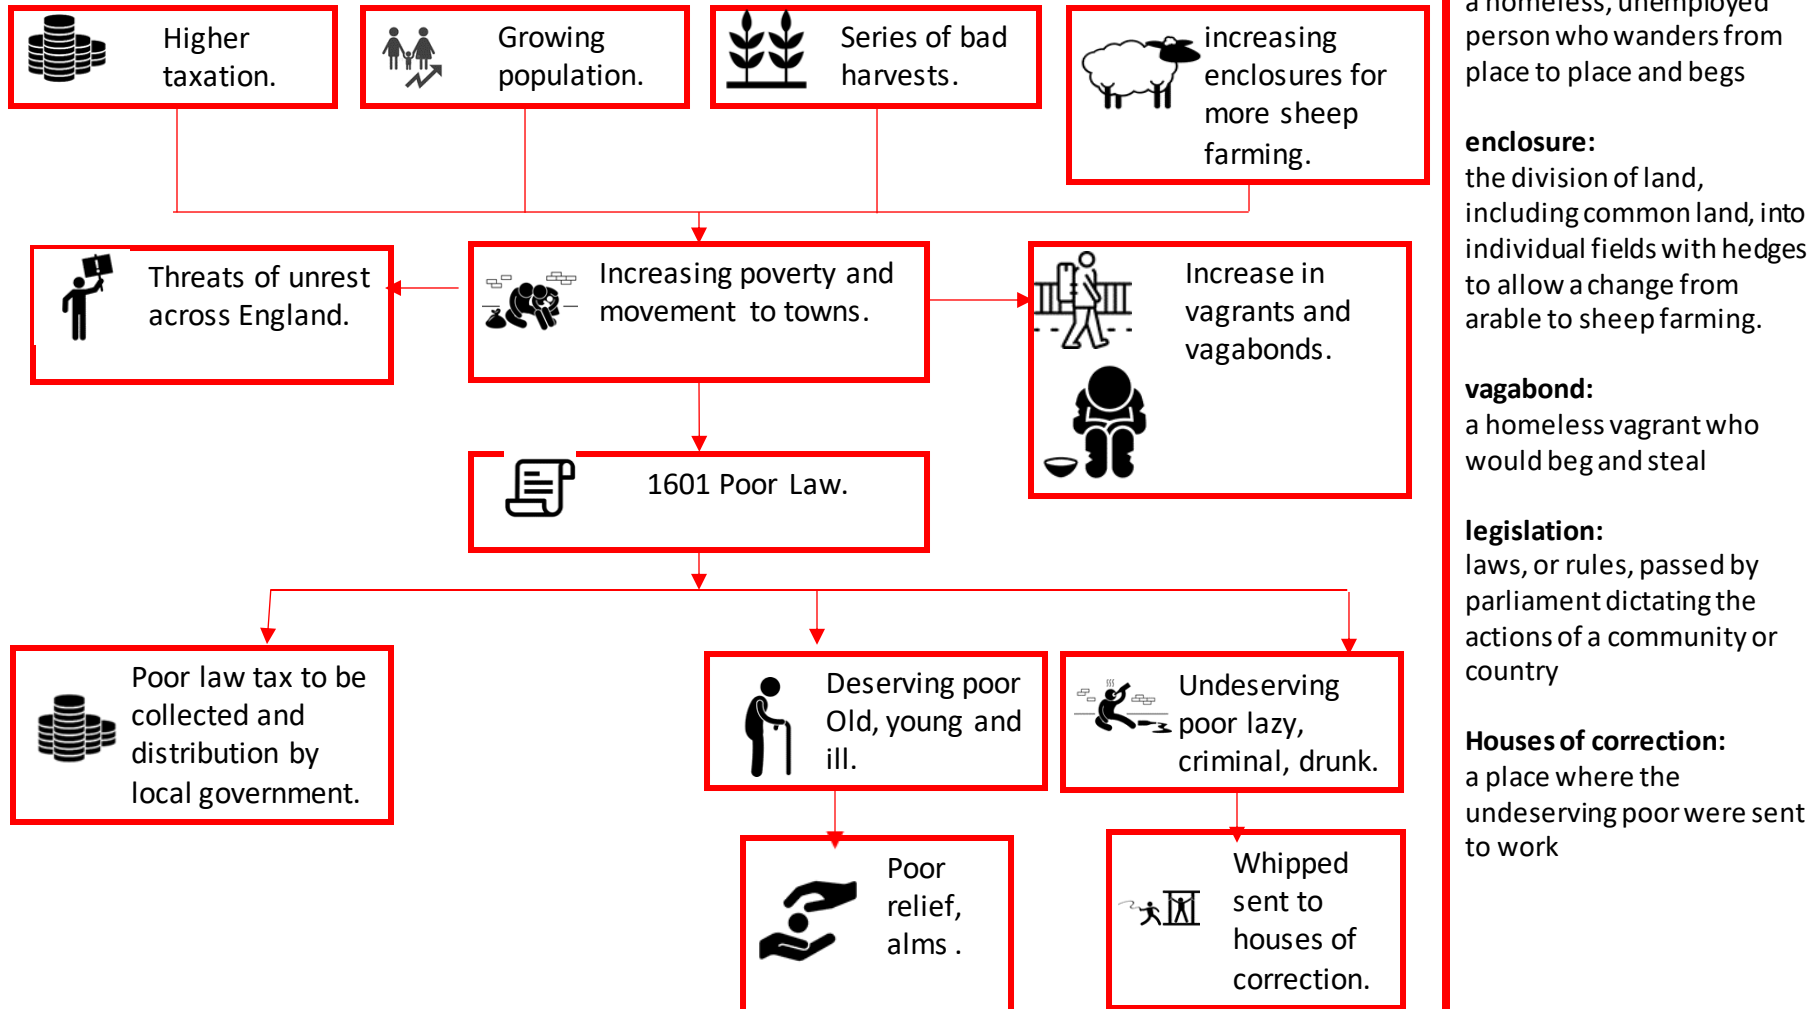 Higher
taxation.
Growing
population.
Series of bad
harvests.
increasing
enclosures for
more sheep
farming.
Threats of unrest
across England.
Increasing poverty and
movement to towns.
Increase in
vagrants and
vagabonds.
1601 Poor Law.
Poor law tax to be
collected and
distribution by
local government.
Deserving poor
Old, young and
ill.
Undeserving
poor lazy,
criminal, drunk.
Poor
relief,
alms .
Whipped
sent to
houses of
correction.
a homeless, unemployed
person who wanders from
place to place and begs
enclosure:
the division of land,
including common land, into
individual fields with hedges
to allow a change from
arable to sheep farming.
vagabond:
a homeless vagrant who
would beg and steal
legislation:
laws, or rules, passed by
parliament dictating the
actions of a community or
country
Houses of correction:
a place where the
undeserving poor were sent
to work